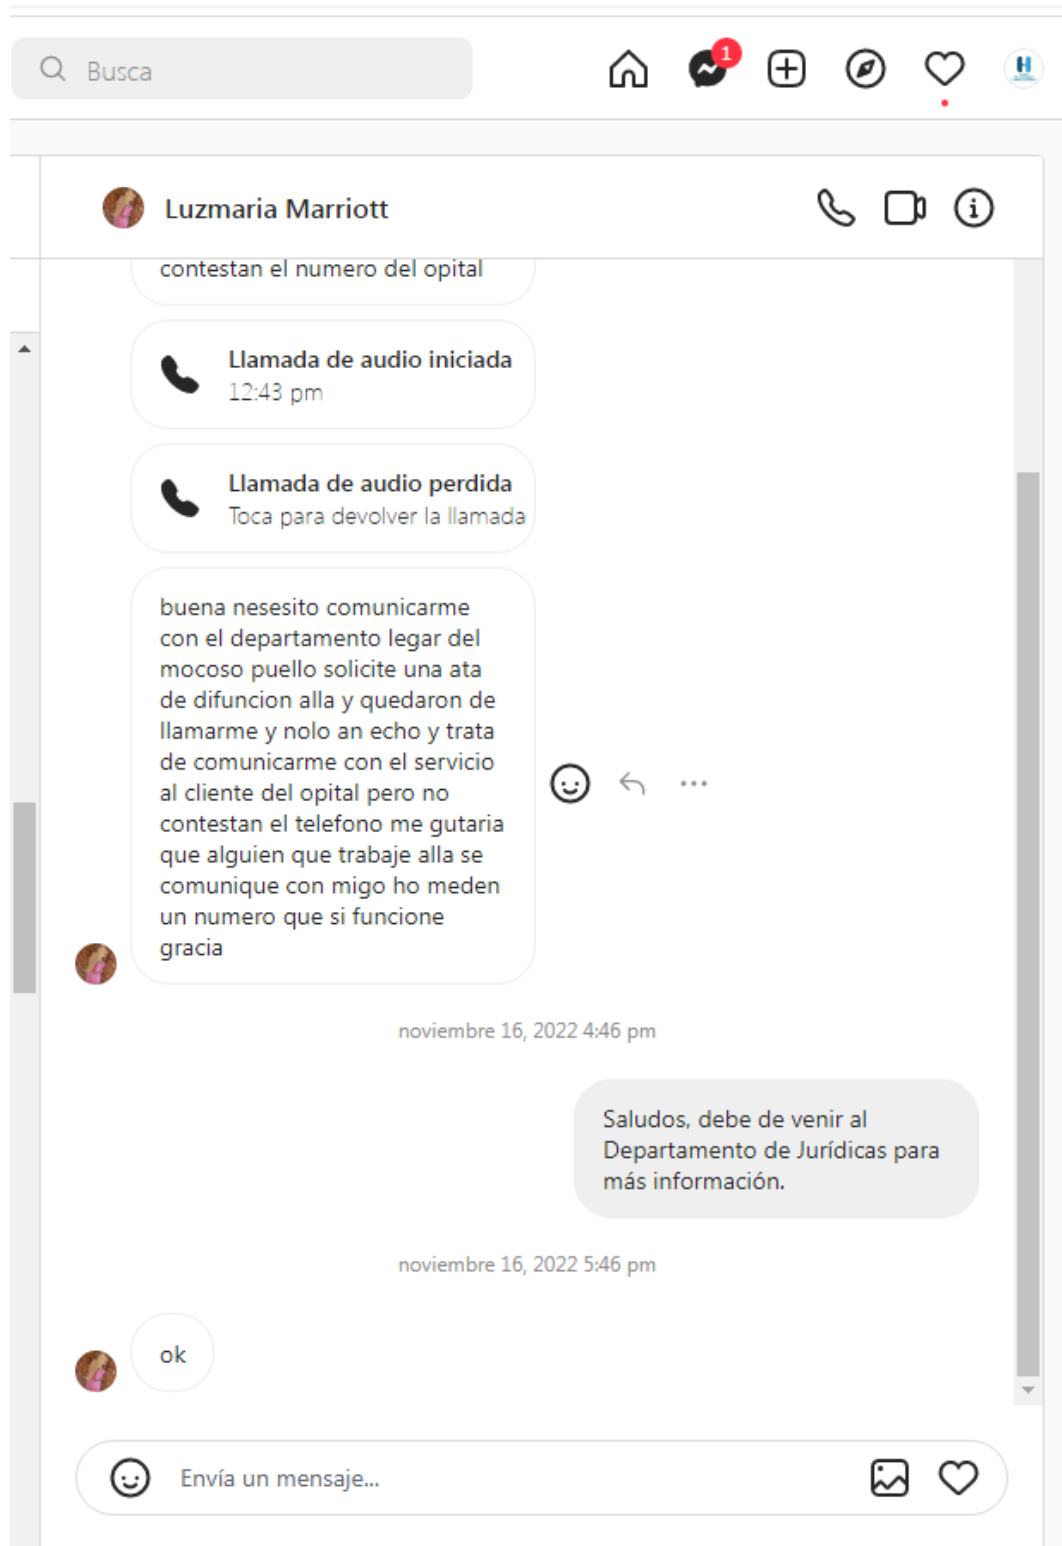 Busca
1
H
Luzmaria Marriott
contestan el numero del opital
Llamada de audio iniciada
12:43 pm
Llamada de audio perdida
Toca para devolver la llamada
buena nesesito comunicarme
con el departamento legar del
mocoso puello solicite una ata
de difuncion alla y quedaron de
llamarme y nolo an echo y trata
de comunicarme con el servicio
al cliente del opital pero no
contestan el telefono me gutaria
que alguien que trabaje alla se
comunique con migo ho meden
un numero que si funcione
gracia
noviembre 16, 2022 4:46 pm
Saludos, debe de venir al
Departamento de Jurídicas para
más información.
noviembre 16, 2022 5:46 pm
ok
Envía un mensaje...